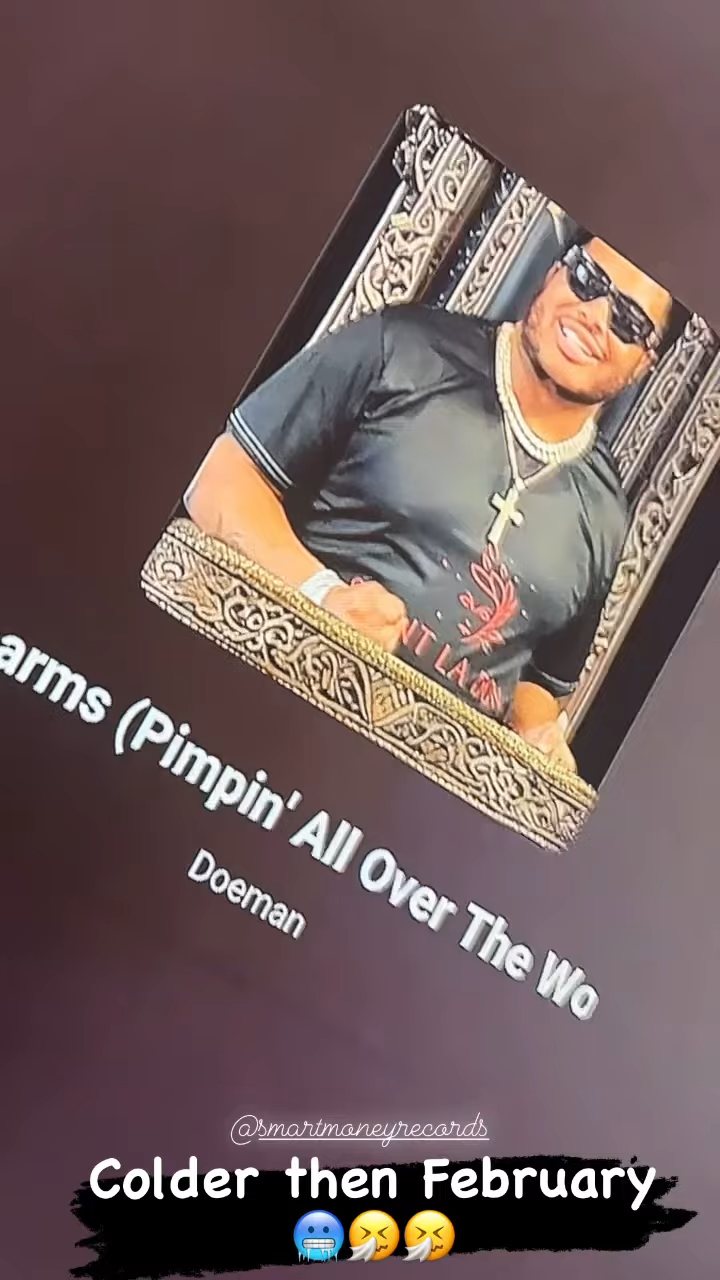 arms (Pimpin' All Over The Wo
Doeman
@smartmoneyrecords
Colder then February
🥶🤧🤧